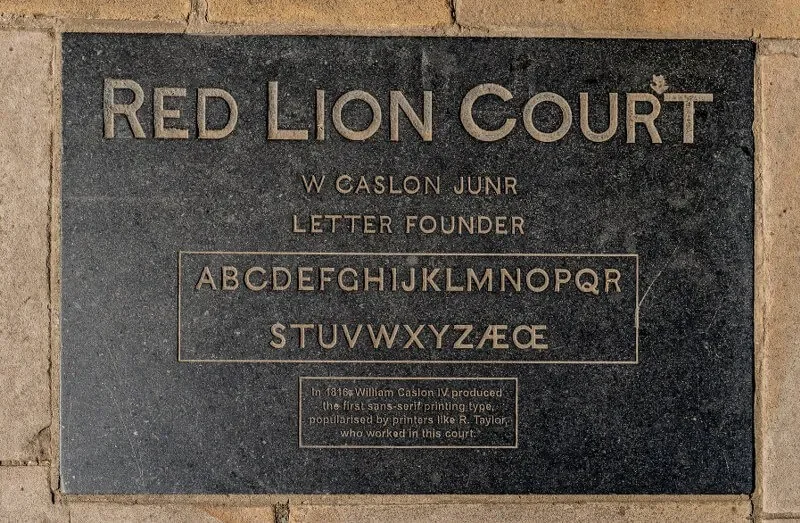 RED LION COURT
W CASLON JUNR
LETTER FOUNDER
ABCDEFGHIJKLMNOPQR
STUVWXYZÆŒ
In 1816, William Caslon IV, produced
the first sans-serif printing type,
popularised by printers like R. Taylor,
who worked in this court.